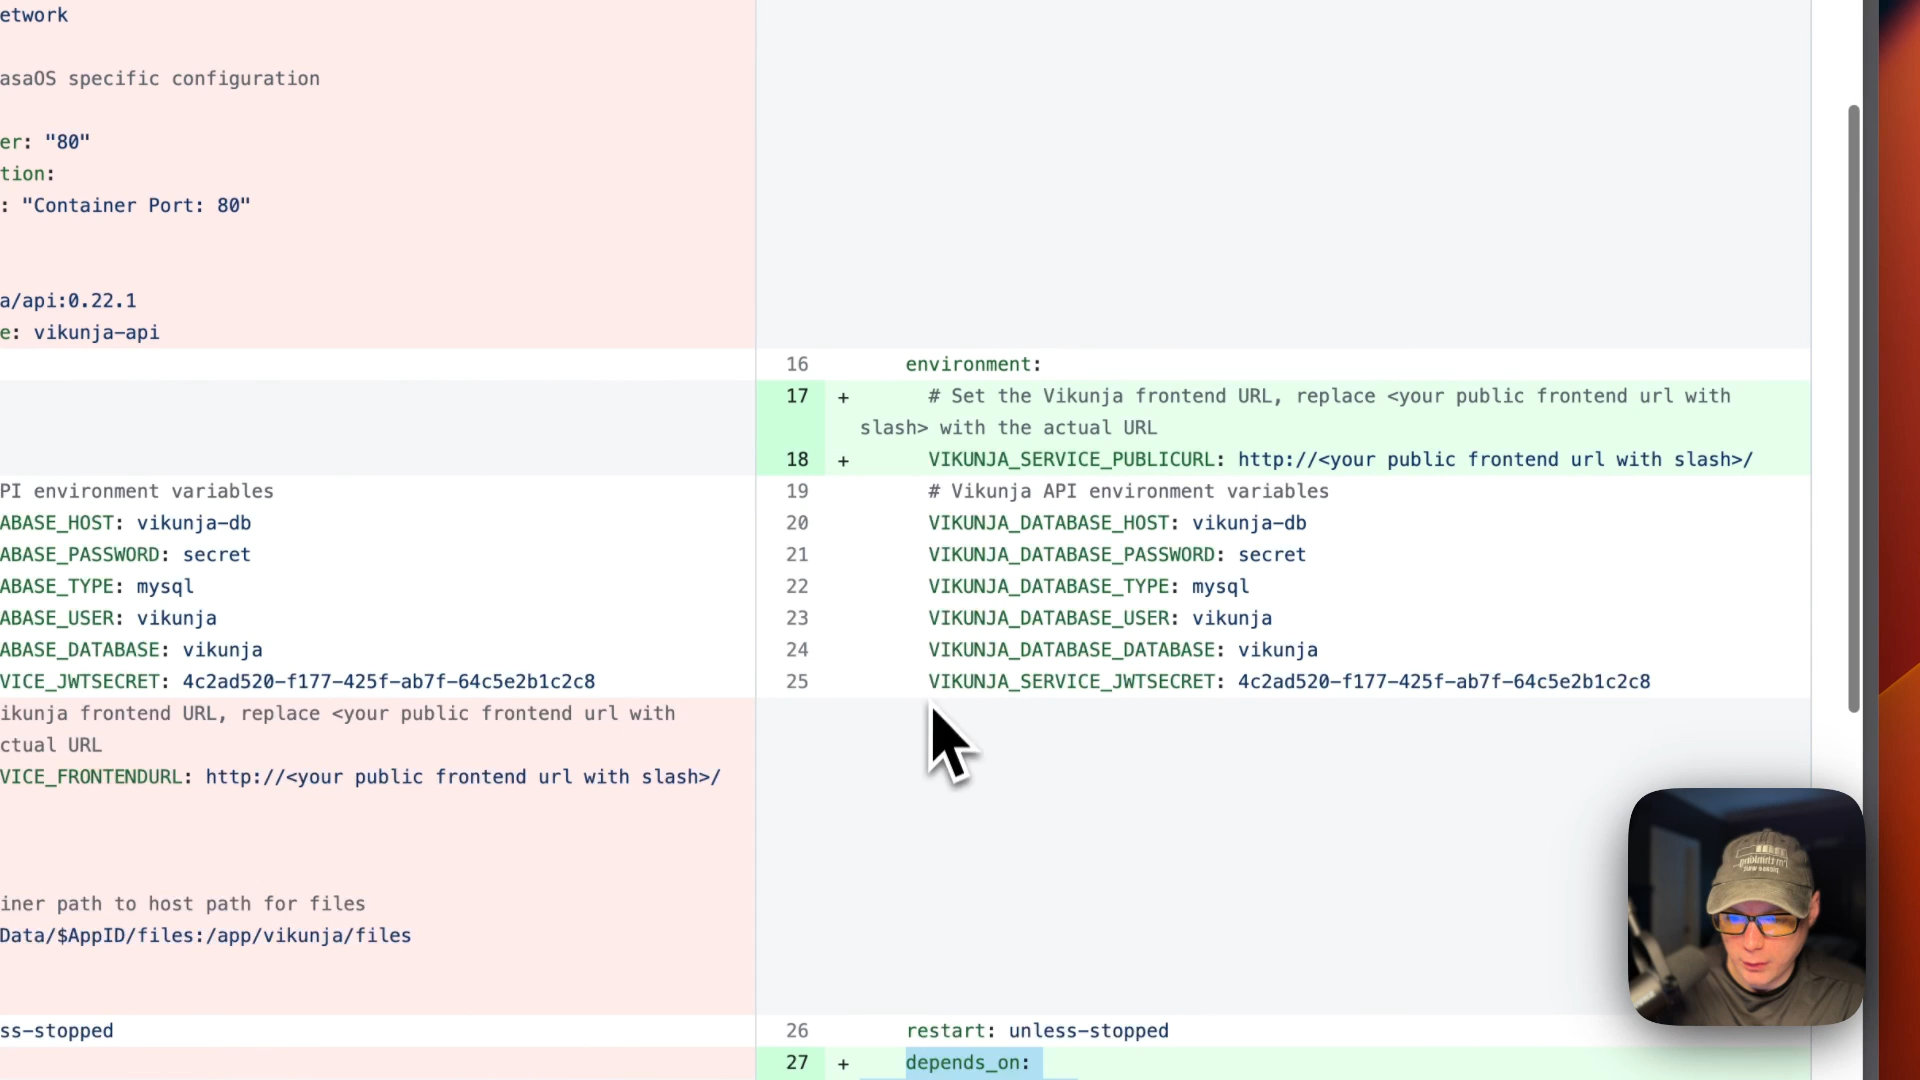 etwork
asaOS specific configuration
er: "80"
tion:
: "Container Port: 80"
a/api:0.22.1
e: vikunja-api
PI environment variables
ABASE_HOST: vikunja-db
ABASE_PASSWORD: secret
ABASE_TYPE: mysql
ABASE_USER: vikunja
ABASE_DATABASE: vikunja
VICE_JWTSECRET: 4c2ad520-f177-425f-ab7f-64c5e2b1c2c8
ikunja frontend URL, replace <your public frontend url with
ctual URL
VICE_FRONTENDURL: http://<your public frontend url with slash>/
iner path to host path for files
Data/$AppID/files:/app/vikunja/files
ss-stopped
16 environment:
17 + # Set the Vikunja frontend URL, replace <your public frontend url with
slash> with the actual URL
18 + VIKUNJA_SERVICE_PUBLICURL: http://<your public frontend url with slash>/
19 # Vikunja API environment variables
20 VIKUNJA_DATABASE_HOST: vikunja-db
21 VIKUNJA_DATABASE_PASSWORD: secret
22 VIKUNJA_DATABASE_TYPE: mysql
23 VIKUNJA_DATABASE_USER: vikunja
24 VIKUNJA_DATABASE_DATABASE: vikunja
25 VIKUNJA_SERVICE_JWTSECRET: 4c2ad520-f177-425f-ab7f-64c5e2b1c2c8
26 restart: unless-stopped
27 + depends_on: